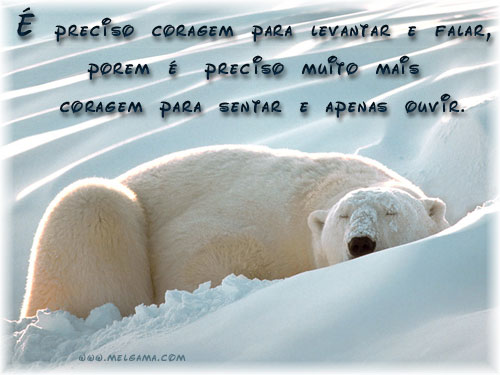 É preciso coragem para levantar e falar,
porem é preciso muito mais
coragem para sentar e apenas ouvir.
www.melgama.com